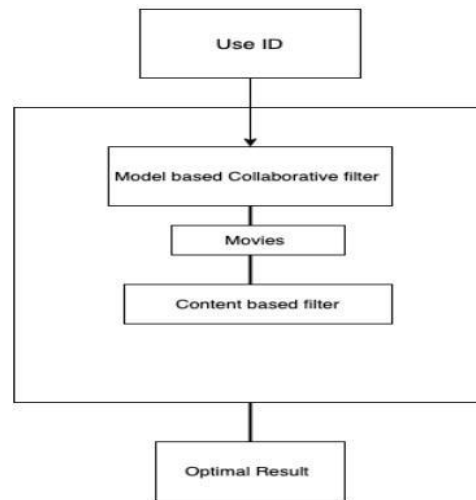 Use ID
Model based Collaborative filter
Movies
Content based filter
Optimal Result